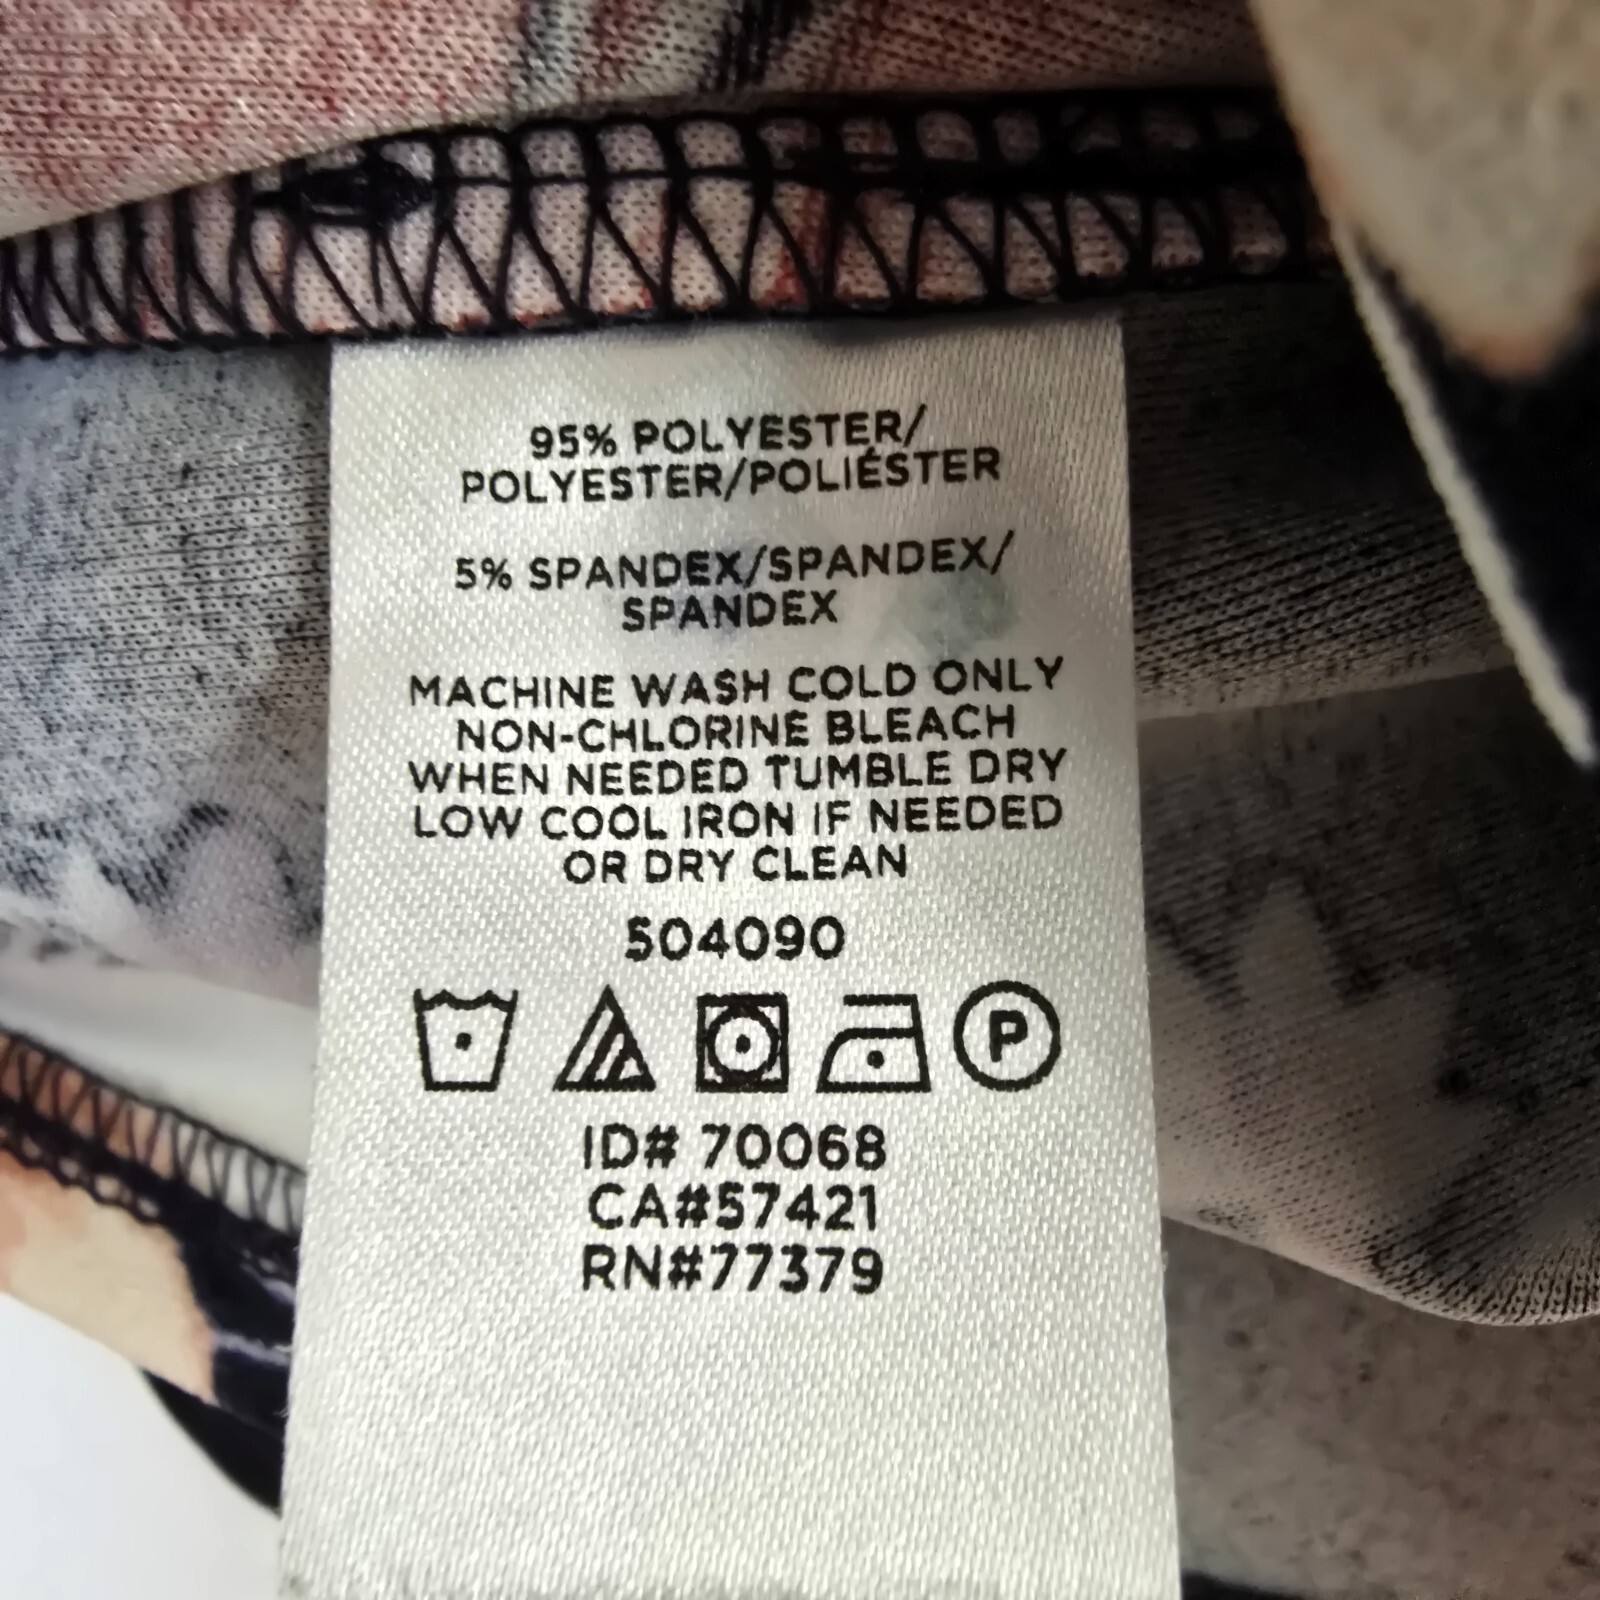 95% POLYESTER/
POLYESTER/POLIÉSTER
5% SPANDEX/SPANDEX/
SPANDEX
MACHINE WASH COLD ONLY
NON-CHLORINE BLEACH
WHEN NEEDED TUMBLE DRY
LOW COOL IRON IF NEEDED
OR DRY CLEAN
504090
P
ID# 70068
CA#57421
RN#77379